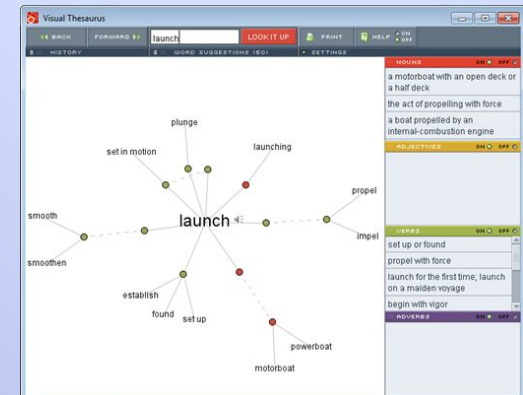 Visual Thesaurus
BACK
FORWARD
launch
LOOK IT UP
PRINT
HELP
ON
OFF
HISTORY
WORD SUGGESTIONS (50)
SETTINGS
plunge
set in motion
launching
smooth
launch
propel
impel
smoothen
establish
found
set up
powerboat
motorboat
NOUNS ON OFF
a motorboat with an open deck or
a half deck
the act of propelling with force
a boat propelled by an
internal-combustion engine
ADJECTIVES ON OFF
VERBS ON OFF
set up or found
propel with force
launch for the first time; launch
on a maiden voyage
begin with vigor
ADVERBS ON OFF